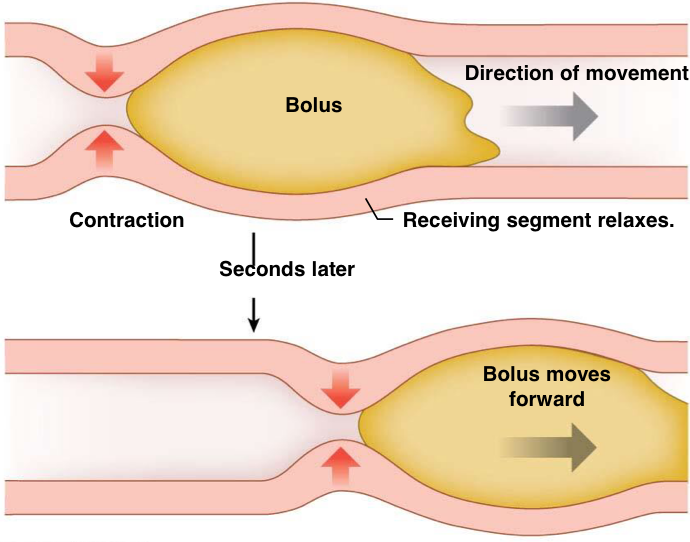 Direction of movement
Bolus
Contraction
Receiving segment relaxes.
Seconds later
Bolus moves
forward